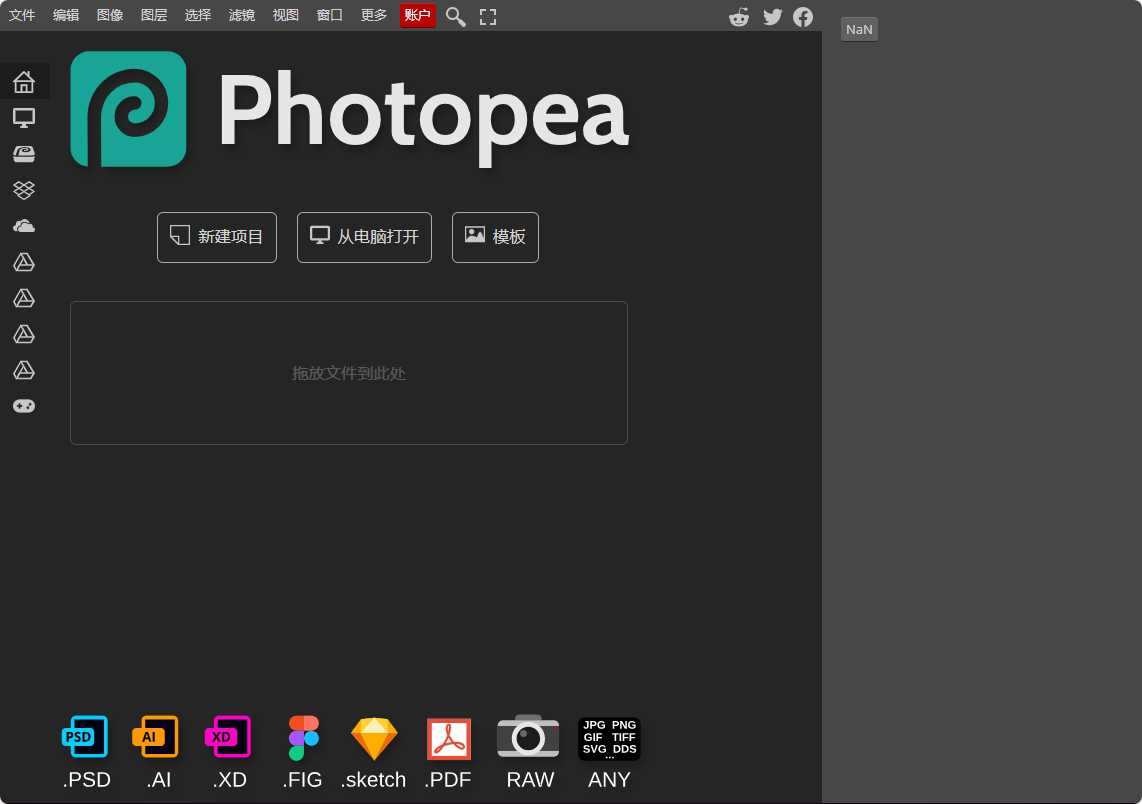 文件 编辑 图像 图层 选择 滤镜 视图 窗口 更多 账户
NaN
Photopea
新建项目 从电脑打开 模板
拖放文件到此处
PSD AI XD JPG PNG
GIF TIFF
SVG DDS
...
.PSD .AI .XD .FIG .sketch .PDF RAW ANY